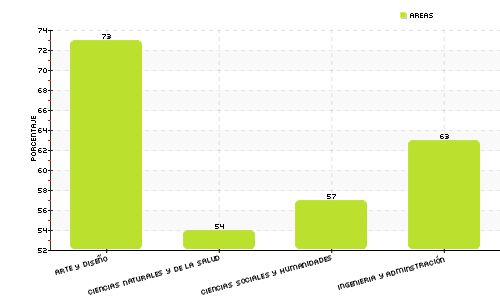 AREAS
PORCENTAJE
74
72
70
68
66
64
62
60
58
56
54
52
73
54
57
63
ARTE Y DISEÑO
CIENCIAS NATURALES Y DE LA SALUD
CIENCIAS SOCIALES Y HUMANIDADES
INGENIERIA Y ADMINSTRACIÓN